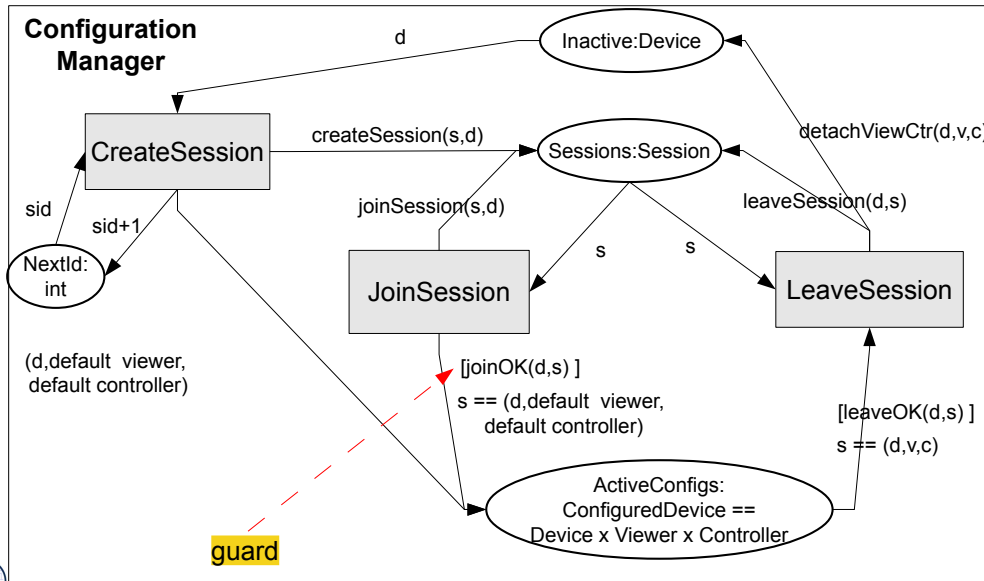 Configuration
Manager
d
Inactive:Device
CreateSession
createSession(s,d)
Sessions:Session
detachViewCtr(d,v,c)
sid
sid+1
joinSession(s,d)
leaveSession(d,s)
NextId:
int
s
s
JoinSession
LeaveSession
(d,default viewer,
default controller)
[joinOK(d,s) ]
s == (d,default viewer,
default controller)
[leaveOK(d,s) ]
s == (d,v,c)
ActiveConfigs:
ConfiguredDevice ==
Device x Viewer x Controller
guard